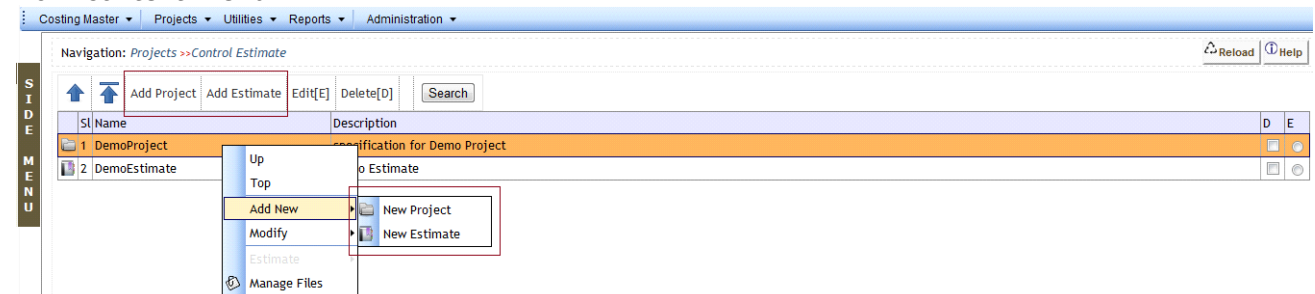 Costing Master Projects Utilities Reports Administration
Navigation: Projects >>Control Estimate Reload Help
SIDE MENU
Add Project Add Estimate Edit[E] Delete[D] Search
Sl Name Description D E
1 DemoProject specification for Demo Project
2 DemoEstimate o Estimate
Up
Top
Add New
New Project
Modify
New Estimate
Estimate
Manage Files